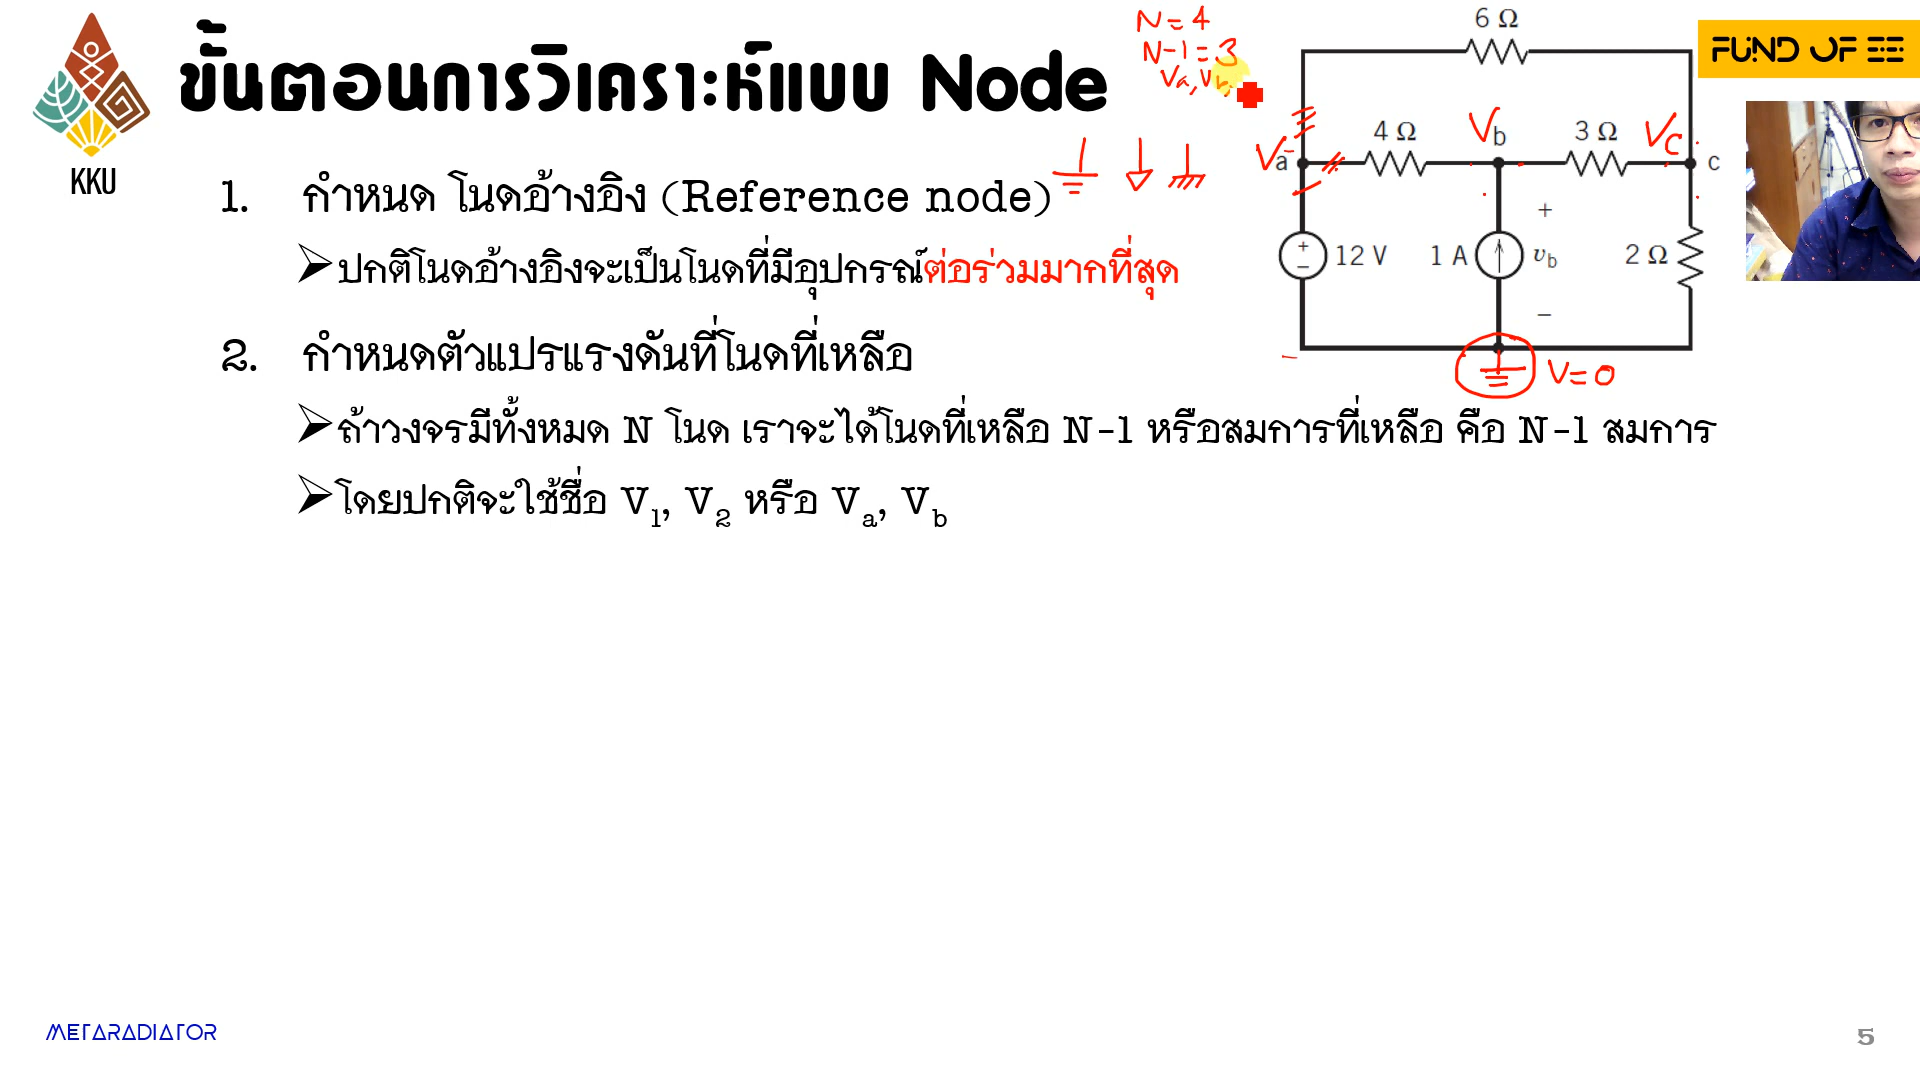 ขั้นตอนการวิเคราะห์แบบ Node
KKU
1. กำหนด โนดอ้างอิง (Reference node)
➢ปกติโนดอ้างอิงจะเป็นโนดที่มีอุปกรณ์ต่อร่วมมากที่สุด
2. กำหนดตัวแปรแรงดันที่โนดที่เหลือ
➢ถ้าวงจรมีทั้งหมด N โนด เราจะได้โนดที่เหลือ N-1 หรือสมการที่เหลือ คือ N-1 สมการ
➢โดยปกติจะใช้ชื่อ V1, V2 หรือ Va, Vb
N = 4
N-1 = 3
Va, Vb,
6 Ω
Va
4 Ω
Vb
3 Ω
Vc
c
+
−
12 V
1 A
+
vb
−
2 Ω
V=0
FUND OF EE
METARADIATOR
5